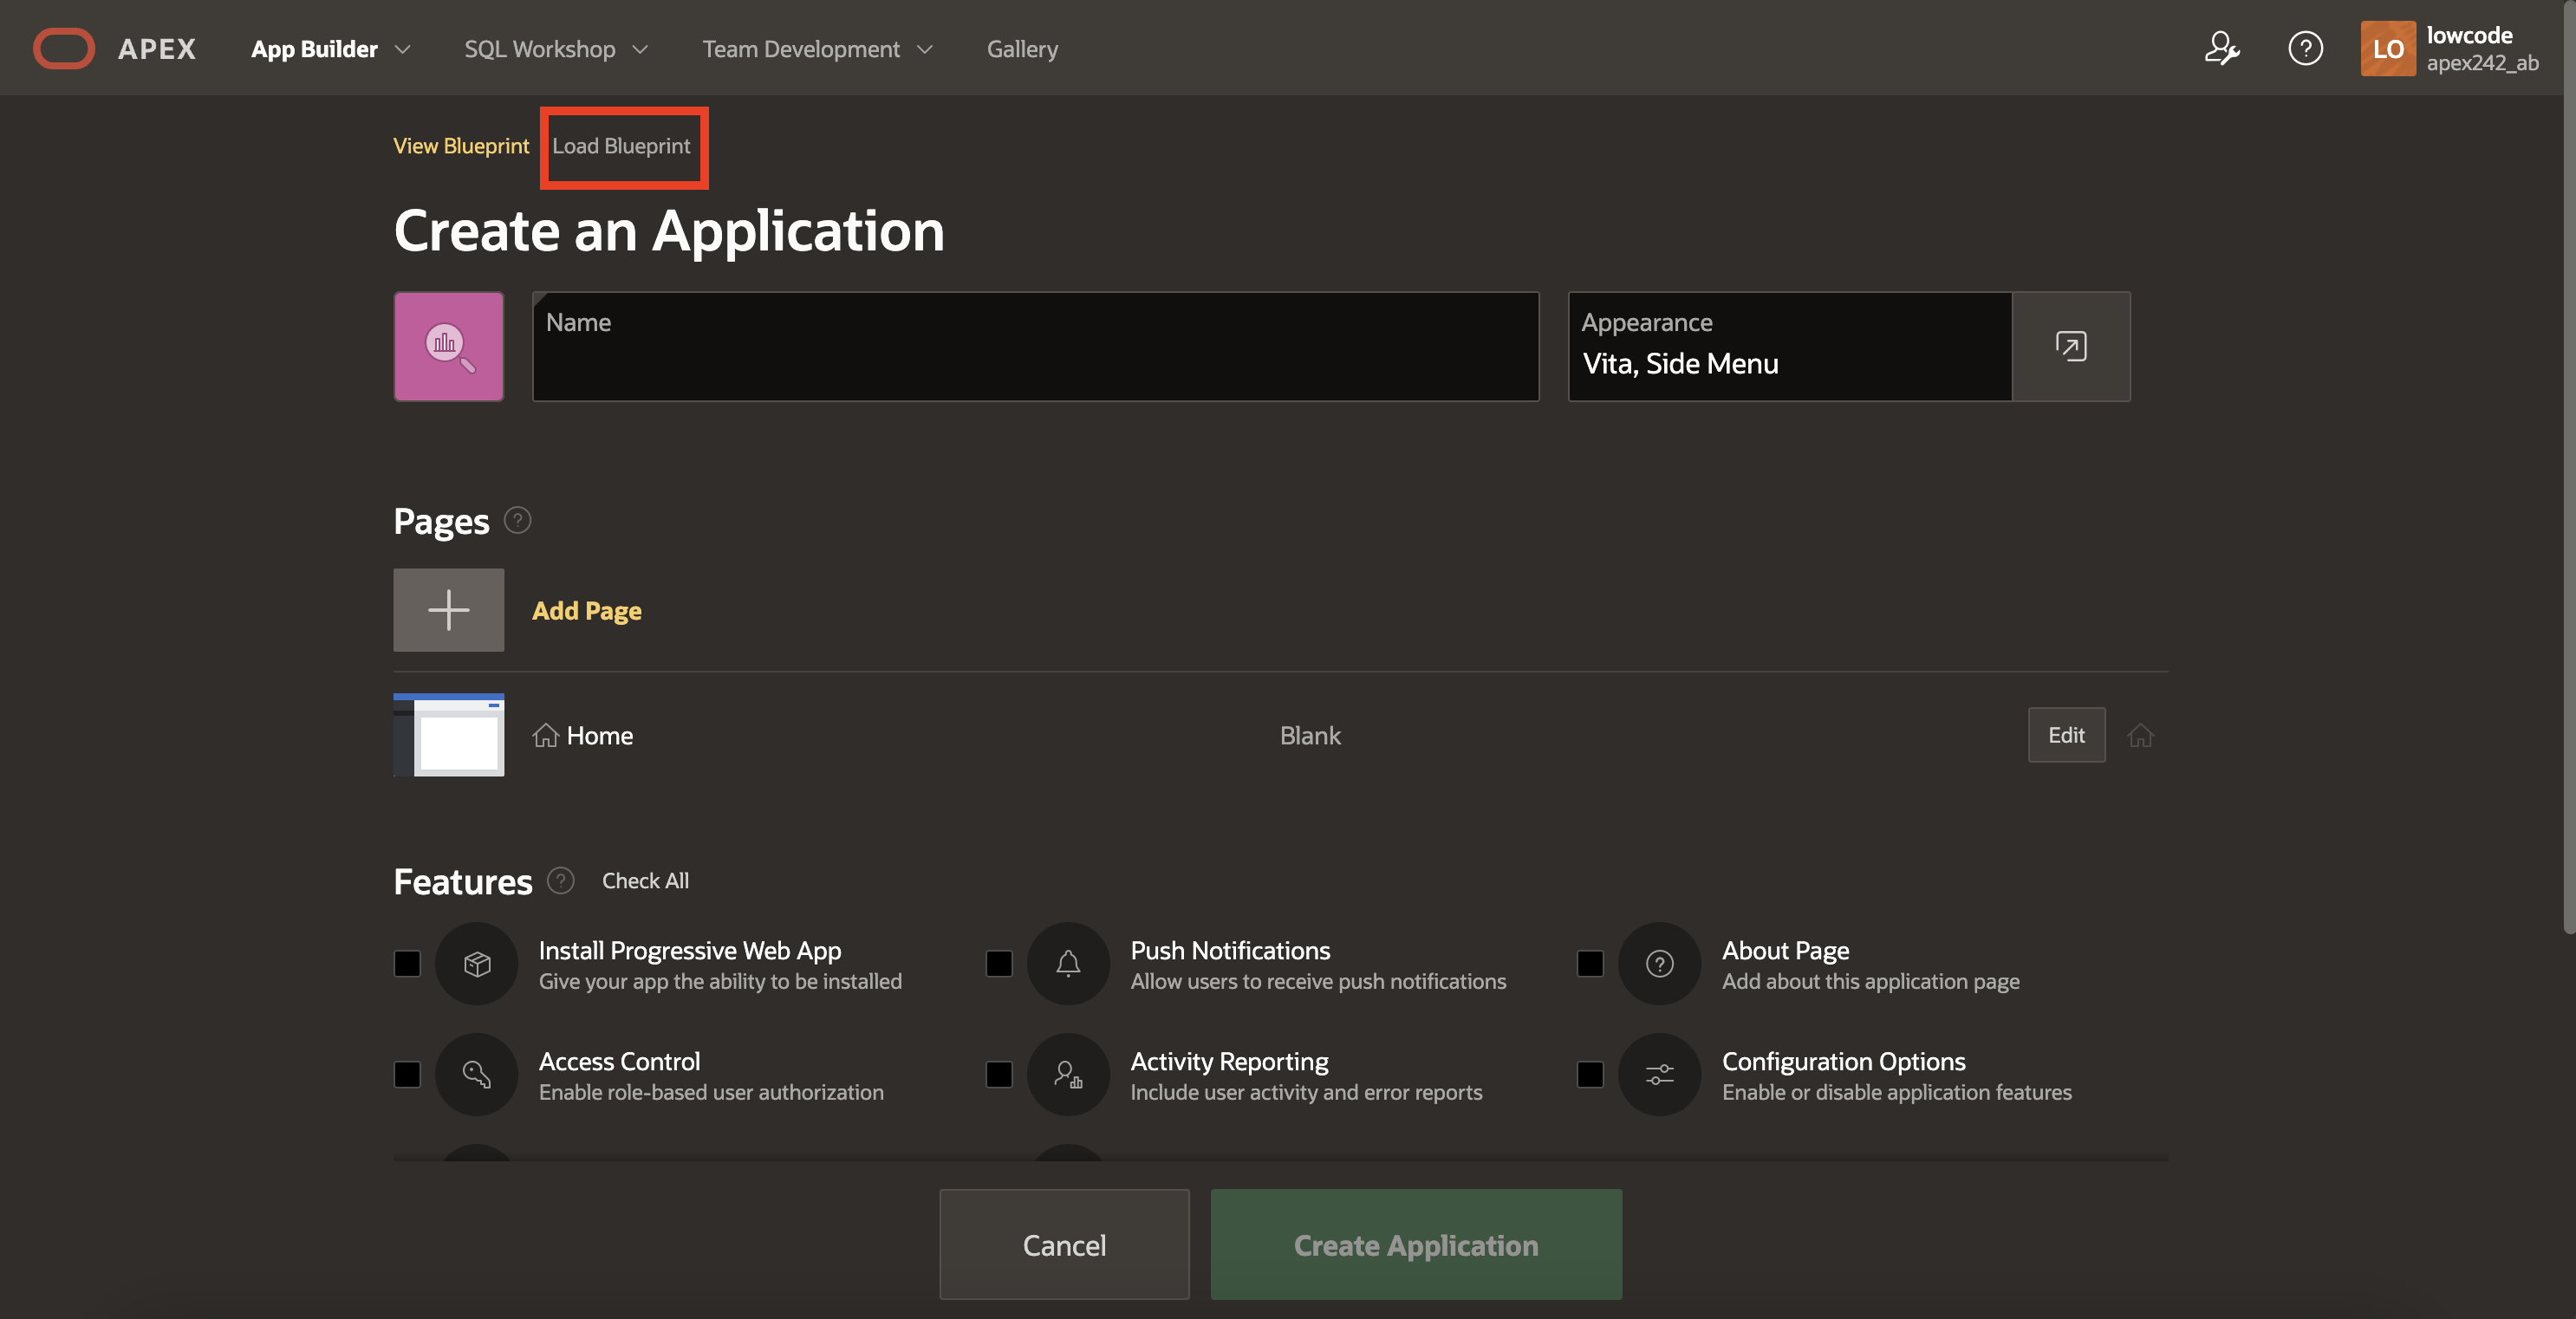 APEX
App Builder
SQL Workshop
Team Development
Gallery
LO
lowcode
apex242_ab
View Blueprint
Load Blueprint
Create an Application
Name
Appearance
Vita, Side Menu
Pages
Add Page
Home
Blank
Edit
Features
Check All
Install Progressive Web App
Give your app the ability to be installed
Push Notifications
Allow users to receive push notifications
About Page
Add about this application page
Access Control
Enable role-based user authorization
Activity Reporting
Include user activity and error reports
Configuration Options
Enable or disable application features
Cancel
Create Application